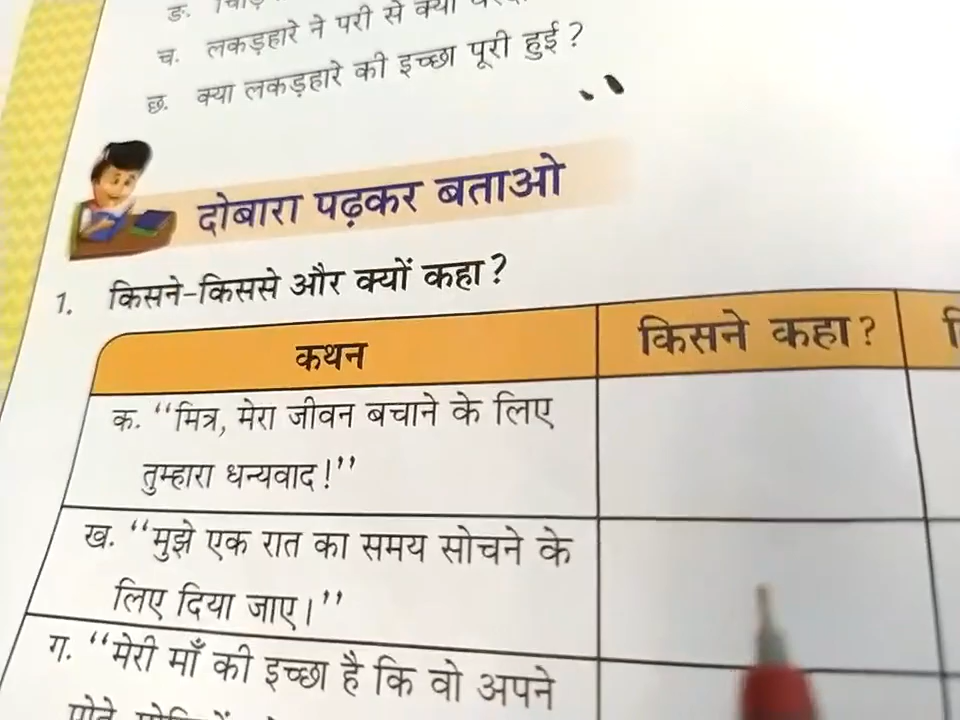 ङ.
च. लकड़हारे ने परी से क्या
छ. क्या लकड़हारे की इच्छा पूरी हुई?
दोबारा पढ़कर बताओ
1. किसने-किससे और क्यों कहा?
कथन किसने कहा?
क. “मित्र, मेरा जीवन बचाने के लिए
तुम्हारा धन्यवाद!”
ख. “मुझे एक रात का समय सोचने के
लिए दिया जाए।”
ग. “मेरी माँ की इच्छा है कि वो अपने